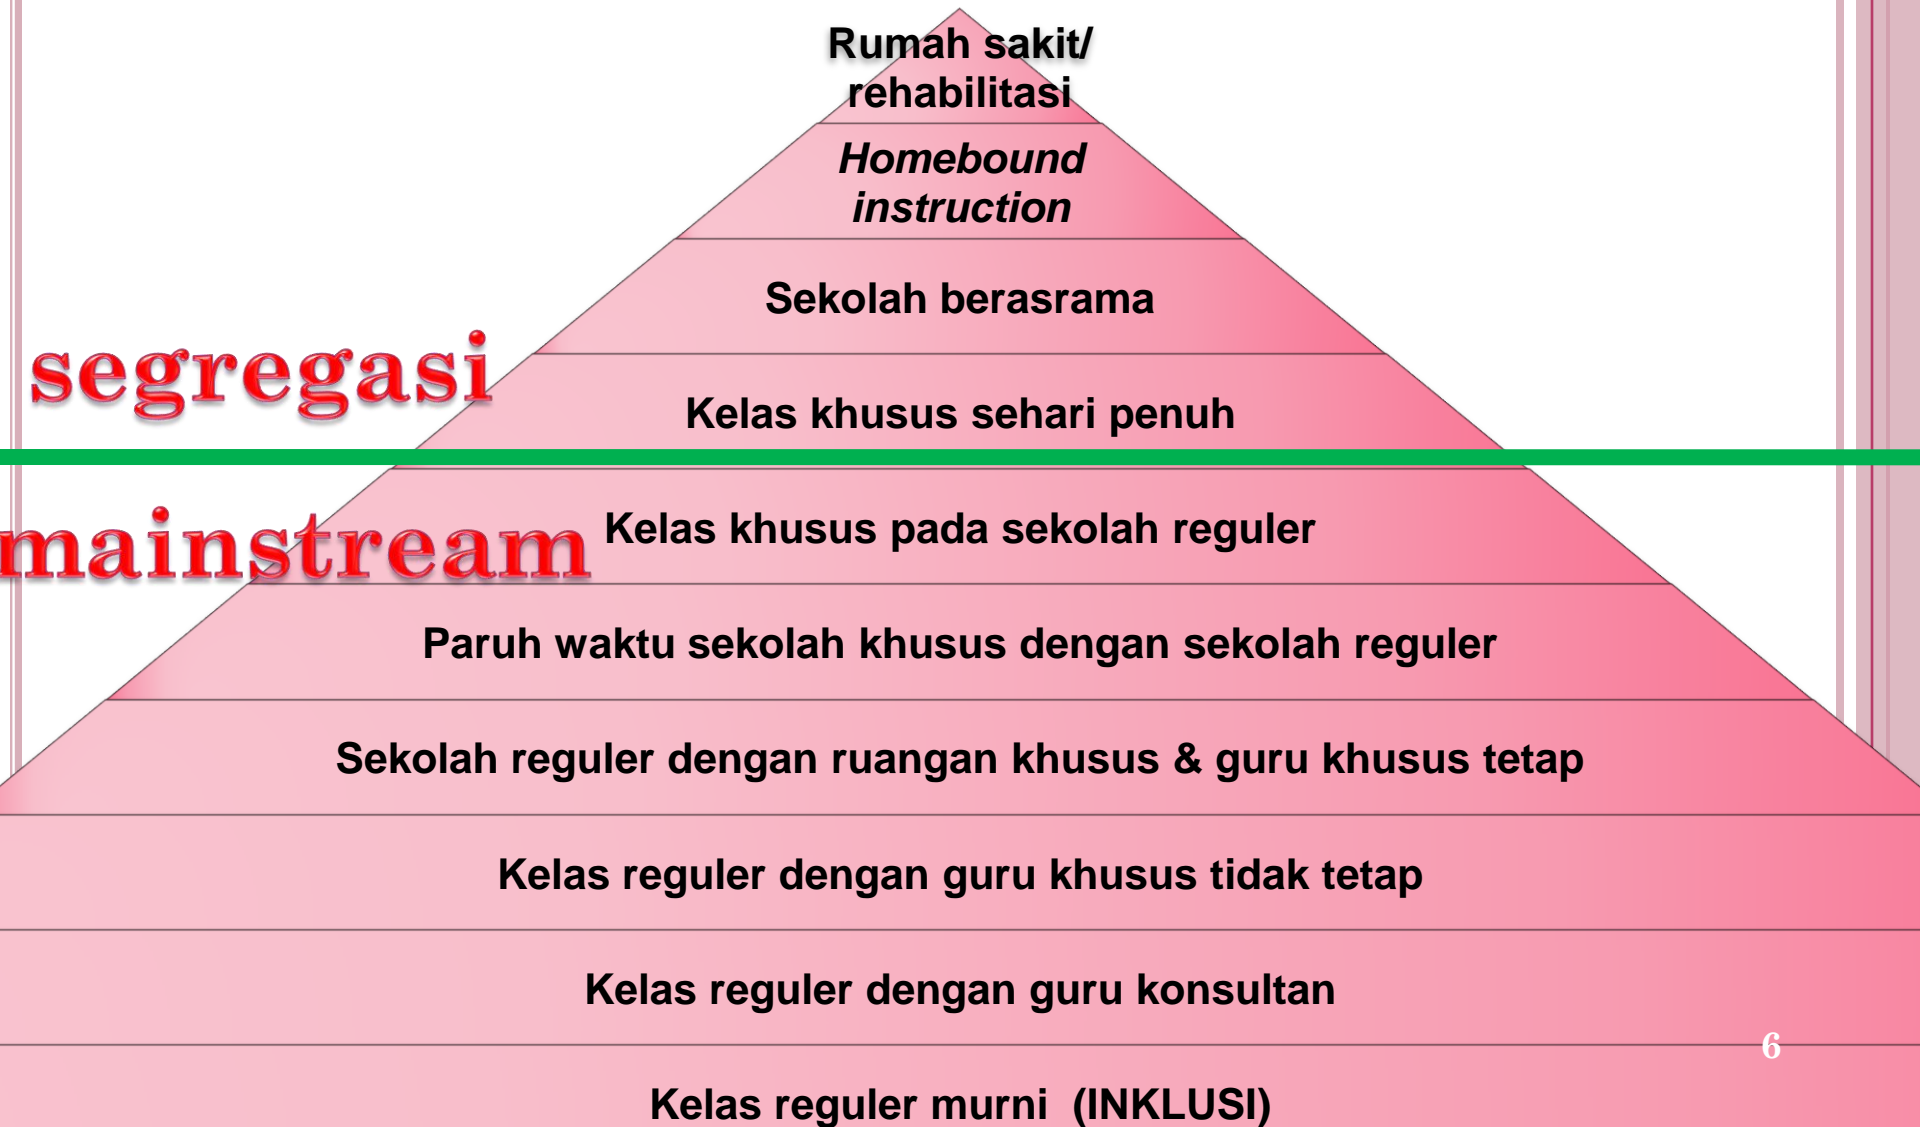 Rumah sakit/
rehabilitasi
Homebound
instruction
Sekolah berasrama
segregasi
Kelas khusus sehari penuh
mainstream
Kelas khusus pada sekolah reguler
Paruh waktu sekolah khusus dengan sekolah reguler
Sekolah reguler dengan ruangan khusus & guru khusus tetap
Kelas reguler dengan guru khusus tidak tetap
Kelas reguler dengan guru konsultan
6
Kelas reguler murni (INKLUSI)